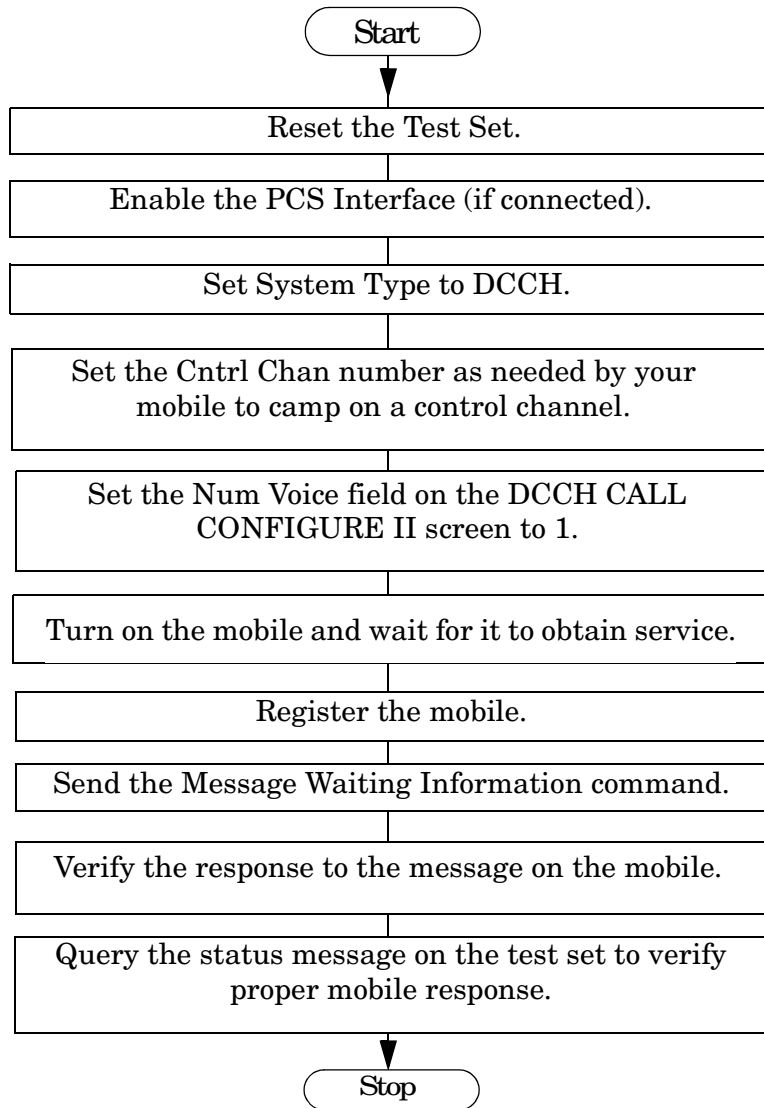 Start
Reset the Test Set.
Enable the PCS Interface (if connected).
Set System Type to DCCH.
Set the Cntrl Chan number as needed by your
mobile to camp on a control channel.
Set the Num Voice field on the DCCH CALL
CONFIGURE II screen to 1.
Turn on the mobile and wait for it to obtain service.
Register the mobile.
Send the Message Waiting Information command.
Verify the response to the message on the mobile.
Query the status message on the test set to verify
proper mobile response.
Stop